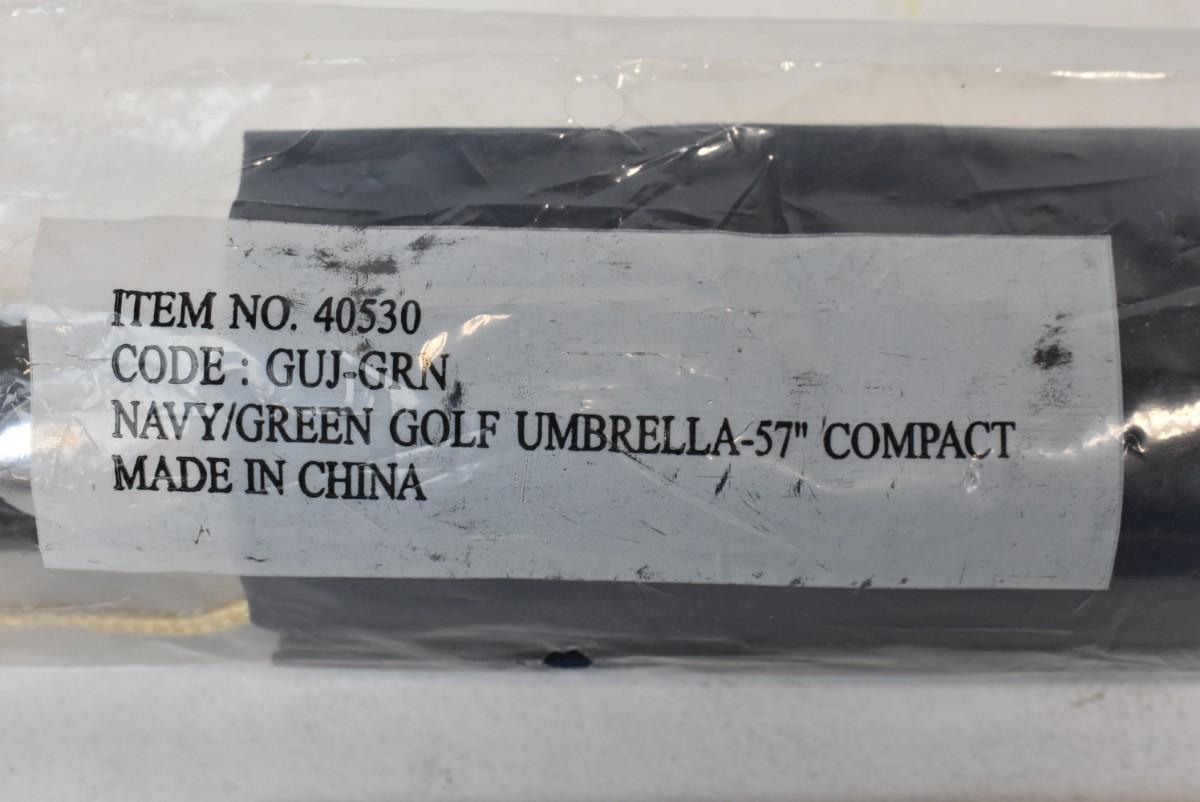 ITEM NO. 40530
CODE : GUJ-GRN
NAVY/GREEN GOLF UMBRELLA-57" COMPACT
MADE IN CHINA